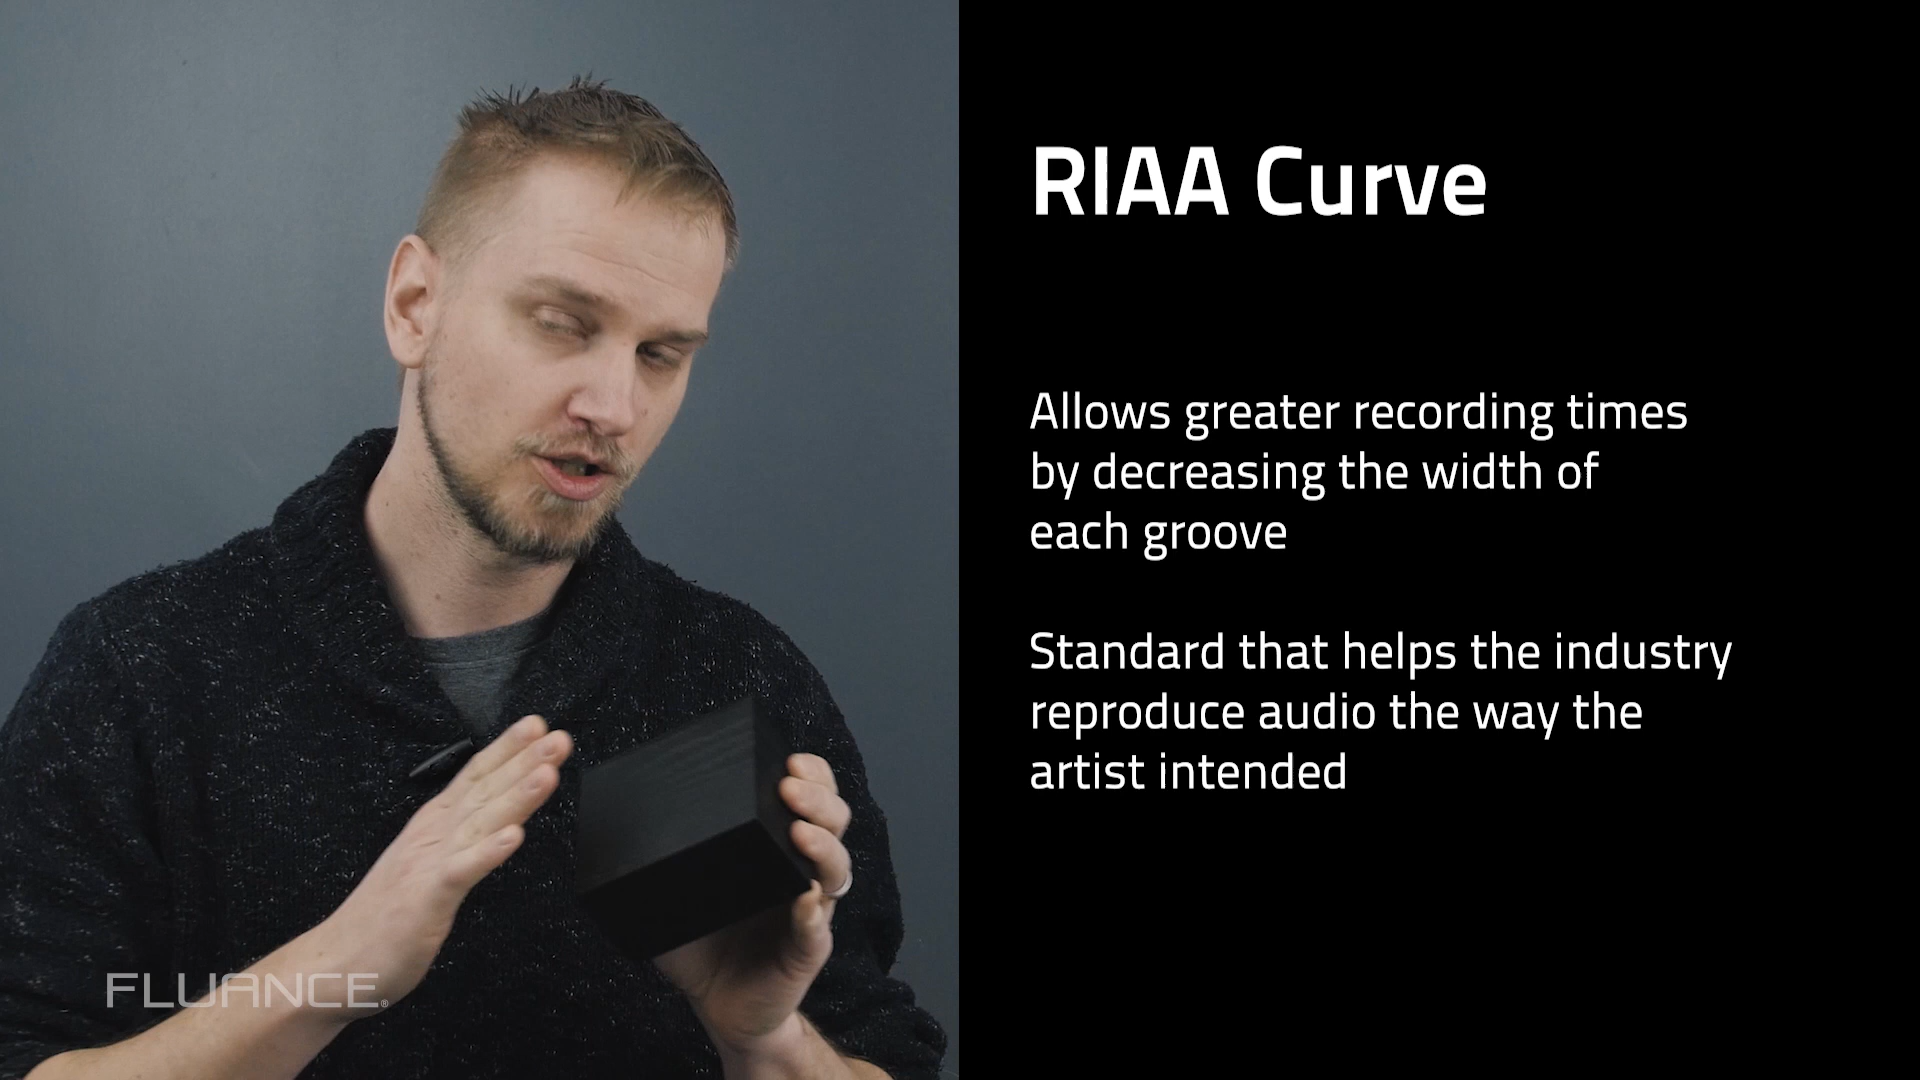 RIAA Curve
Allows greater recording times
by decreasing the width of
each groove
Standard that helps the industry
reproduce audio the way the
artist intended
FLUANCE®